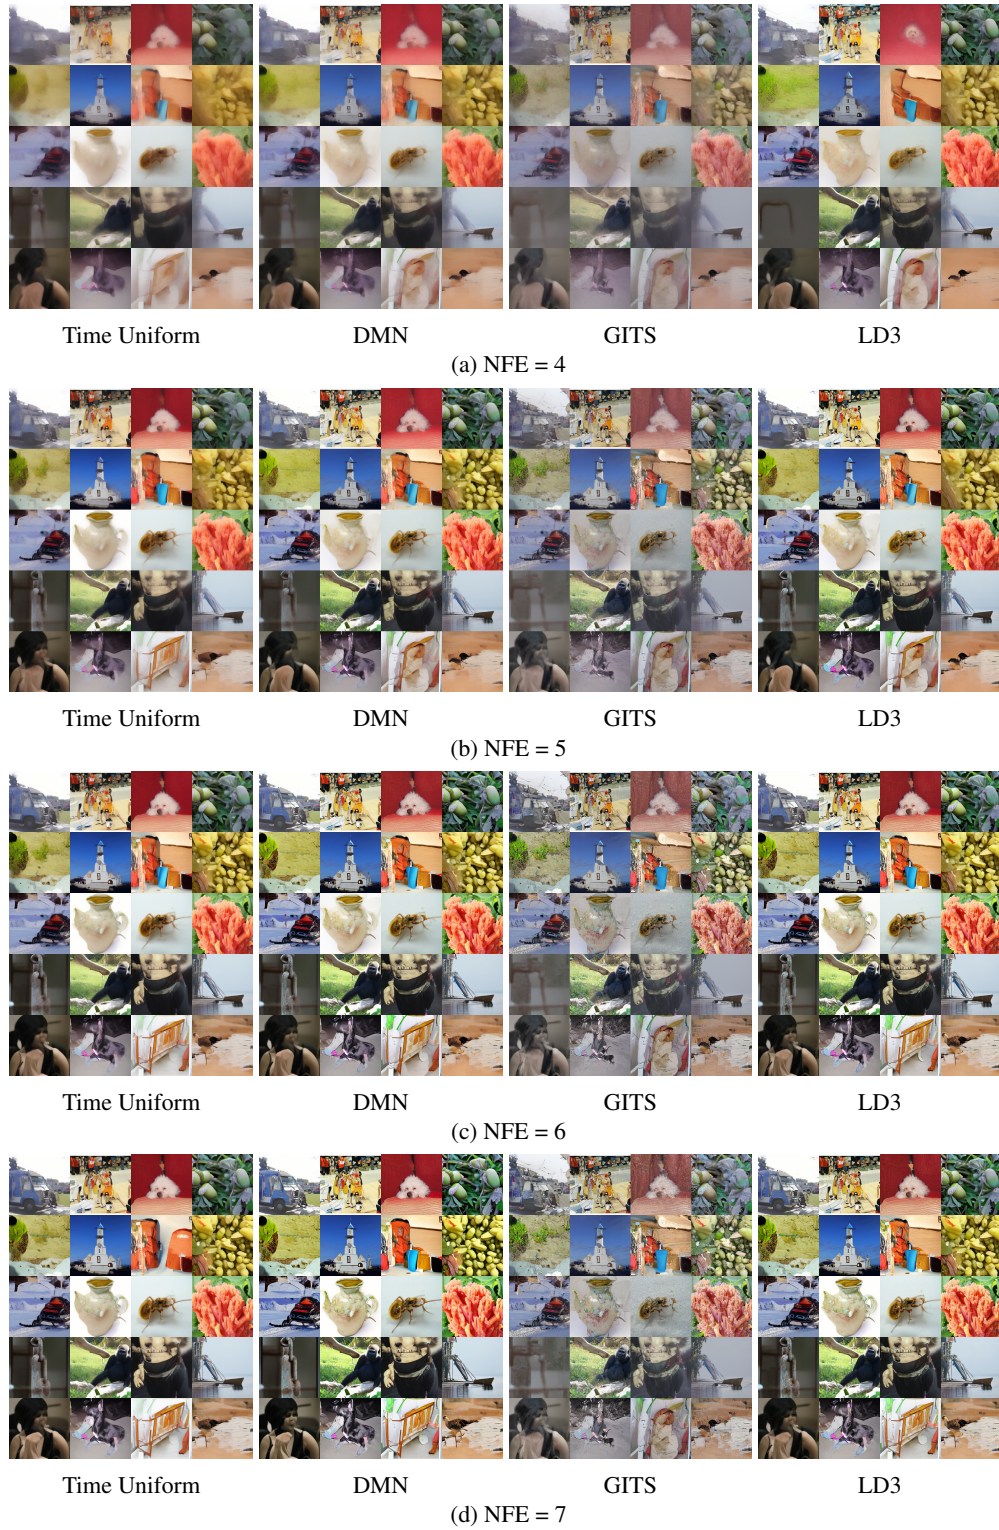 Time Uniform DMN GITS LD3
(a) NFE = 4
Time Uniform DMN GITS LD3
(b) NFE = 5
Time Uniform DMN GITS LD3
(c) NFE = 6
Time Uniform DMN GITS LD3
(d) NFE = 7